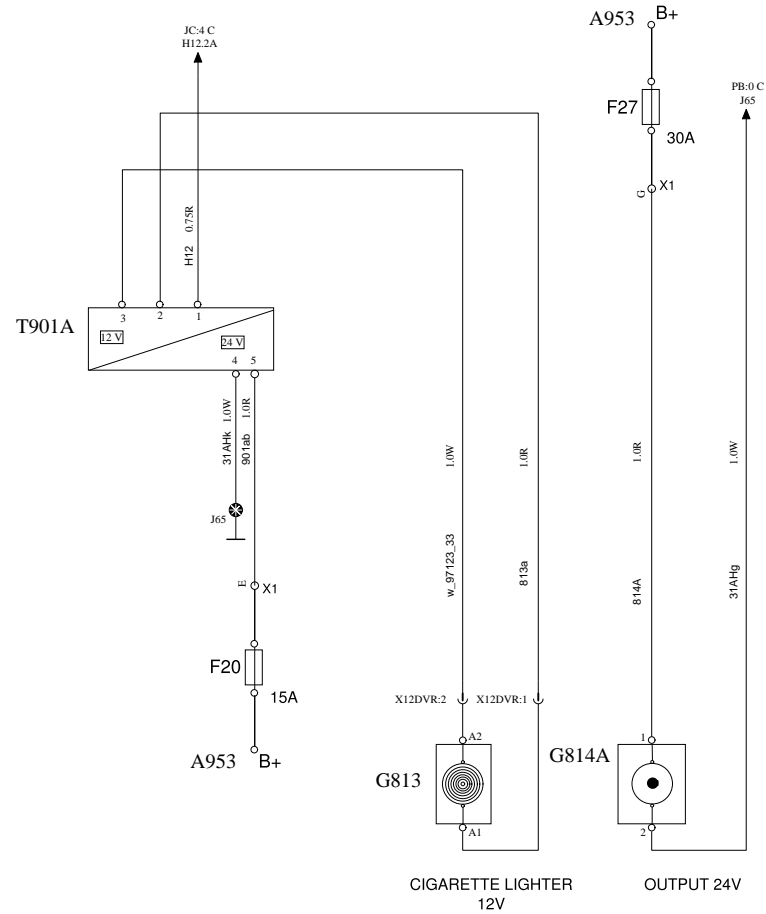 JC:4 C
H12.2A
A953 B+
F27
30A
PB:0 C
J65
G X1
H12 0.75R
T901A
3 2 1
12 V
24 V
4 5
31AHk 1.0W
901ab 1.0R
J65
E X1
F20
15A
A953 B+
w_97123_33 1.0W
813a 1.0R
814A 1.0R
31AHg 1.0W
X12DVR:2 X12DVR:1
A2
G813
A1
1
G814A
2
CIGARETTE LIGHTER
12V
OUTPUT 24V